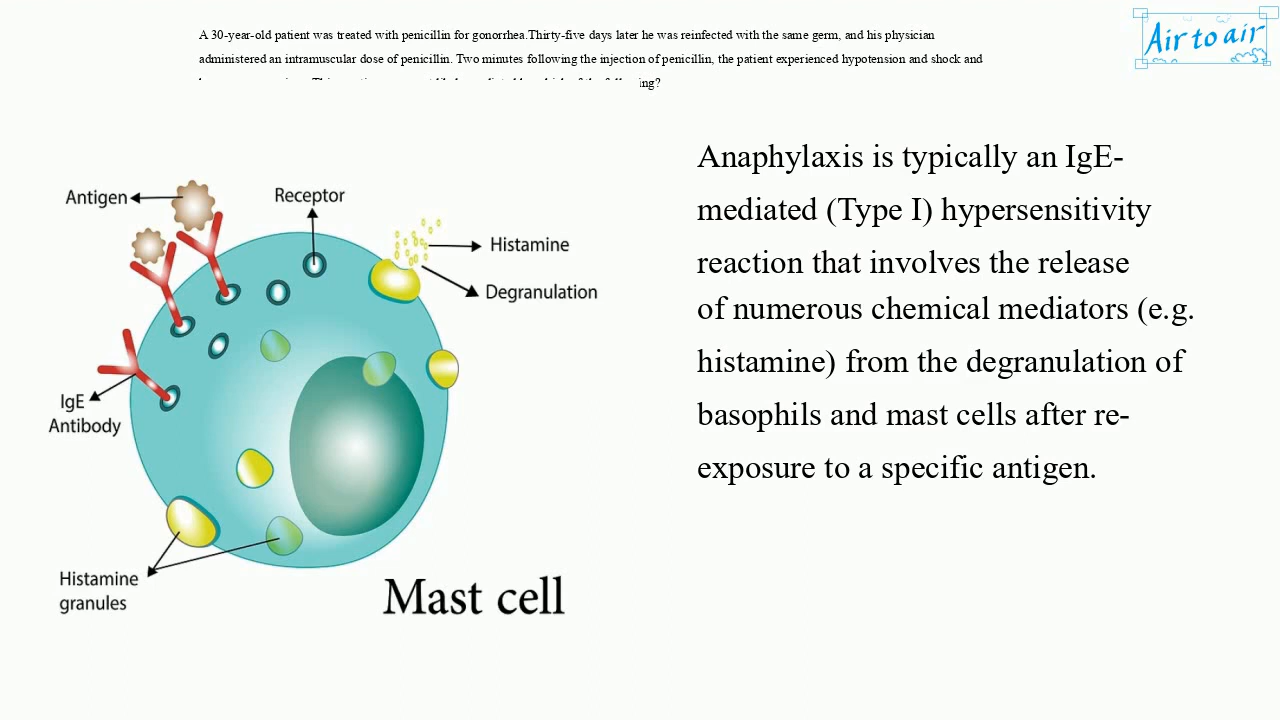 A 30-year-old patient was treated with penicillin for gonorrhea.Thirty-five days later he was reinfected with the same germ, and his physician
administered an intramuscular dose of penicillin. Two minutes following the injection of penicillin, the patient experienced hypotension and shock and
ing?
Air to air
Antigen
Receptor
Histamine
Degranulation
IgE
Antibody
Histamine
granules
Mast cell
Anaphylaxis is typically an IgE-
mediated (Type I) hypersensitivity
reaction that involves the release
of numerous chemical mediators (e.g.
histamine) from the degranulation of
basophils and mast cells after re-
exposure to a specific antigen.